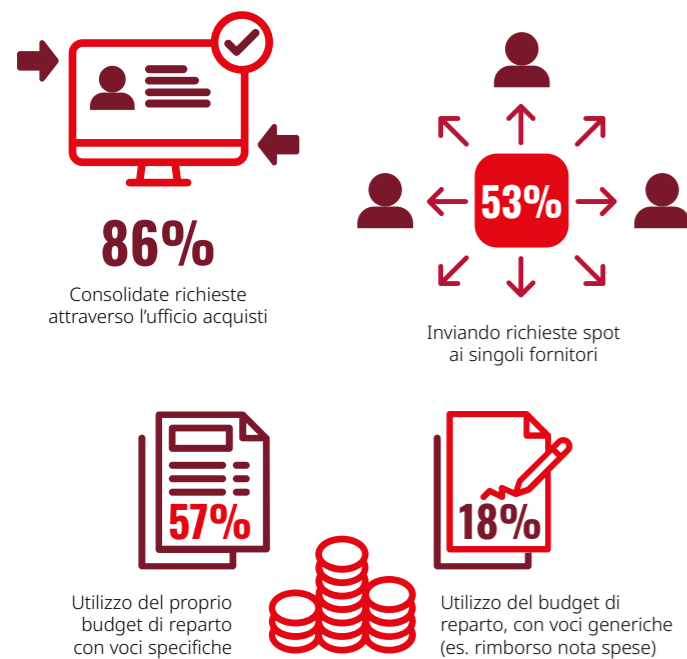 86%
Consolidate richieste
attraverso l'ufficio acquisti
53%
Inviando richieste spot
ai singoli fornitori
57%
Utilizzo del proprio
budget di reparto
con voci specifiche
18%
Utilizzo del budget di
reparto, con voci generiche
(es. rimborso nota spese)